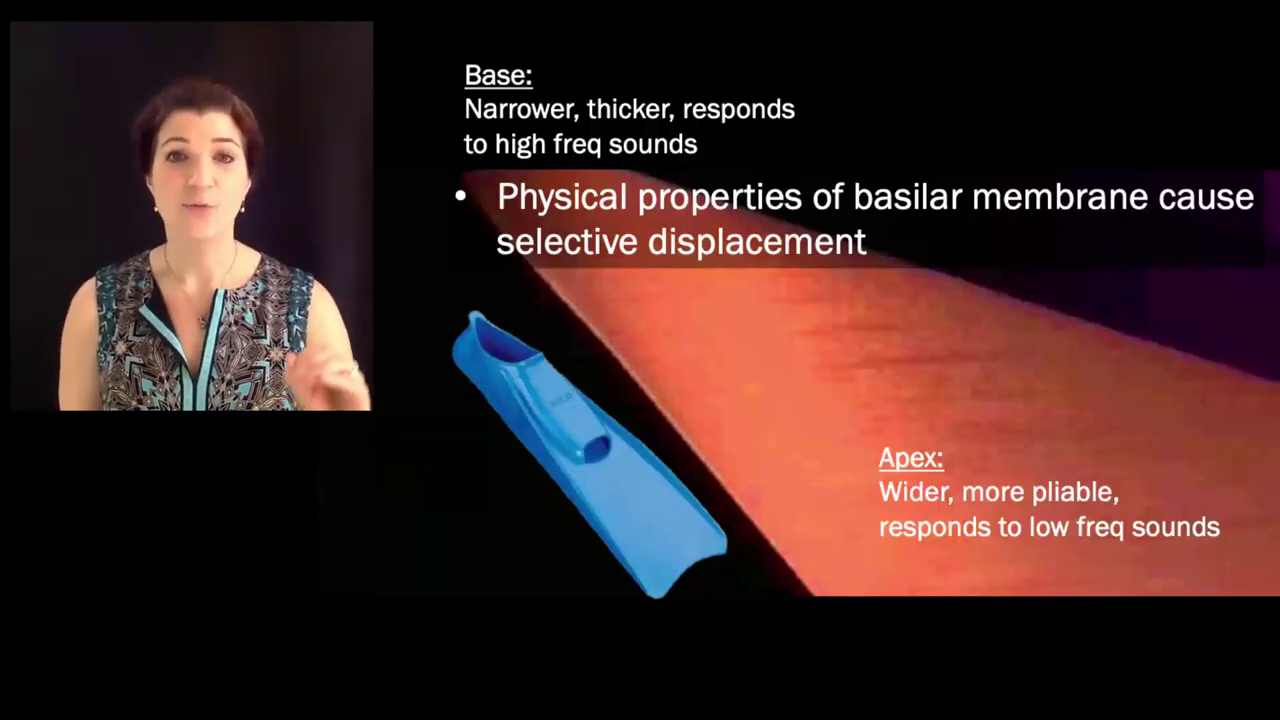 Base:
Narrower, thicker, responds
to high freq sounds
• Physical properties of basilar membrane cause
selective displacement
Apex:
Wider, more pliable,
responds to low freq sounds